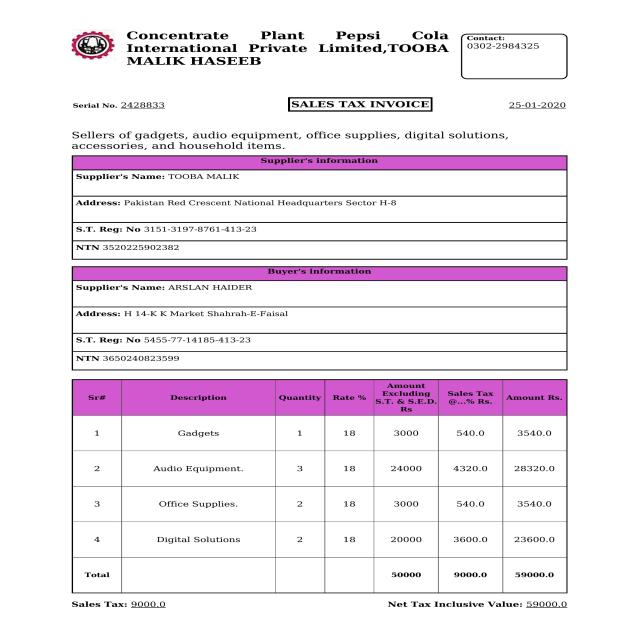 Concentrate Plant Pepsi Cola
International Private Limited,TOOBA
MALIK HASEEB
Contact:
0302-2984325
Serial No. 2428833
SALES TAX INVOICE
25-01-2020
Sellers of gadgets, audio equipment, office supplies, digital solutions,
accessories, and household items.
Supplier's information
Supplier's Name: TOOBA MALIK
Address: Pakistan Red Crescent National Headquarters Sector H-8
S.T. Reg: No 3151-3197-8761-413-23
NTN 3520225902382
Buyer's information
Supplier's Name: ARSLAN HAIDER
Address: H 14-K K Market Shahrah-E-Faisal
S.T. Reg: No 5455-77-14185-413-23
NTN 3650240823599
Sr# Description Quantity Rate % Amount Excluding S.T. & S.E.D. Rs Sales Tax @...% Rs. Amount Rs.
1 Gadgets 1 18 3000 540.0 3540.0
2 Audio Equipment. 3 18 24000 4320.0 28320.0
3 Office Supplies. 2 18 3000 540.0 3540.0
4 Digital Solutions 2 18 20000 3600.0 23600.0
Total 50000 9000.0 59000.0
Sales Tax: 9000.0 Net Tax Inclusive Value: 59000.0